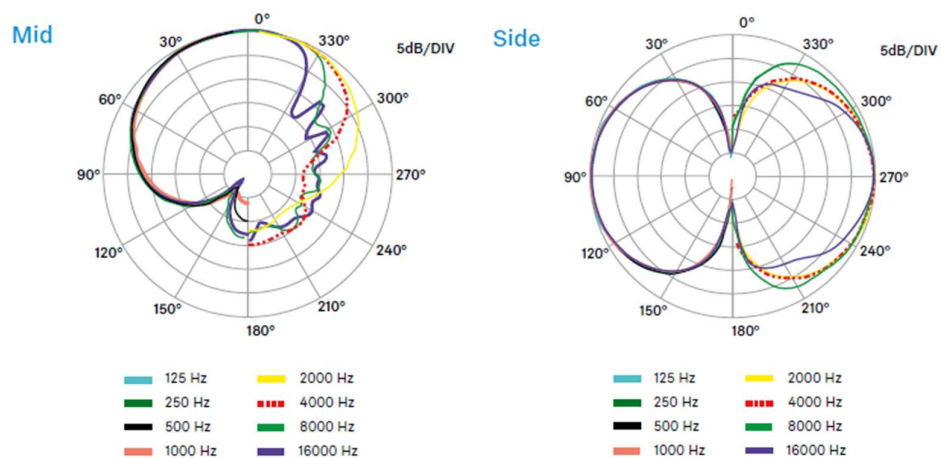 Mid
0°
30°
330°
5dB/DIV
60°
300°
90°
270°
120°
240°
150°
210°
180°
125 Hz
2000 Hz
250 Hz
4000 Hz
500 Hz
8000 Hz
1000 Hz
16000 Hz
Side
0°
30°
330°
5dB/DIV
60°
300°
90°
270°
120°
240°
150°
210°
180°
125 Hz
2000 Hz
250 Hz
4000 Hz
500 Hz
8000 Hz
1000 Hz
16000 Hz